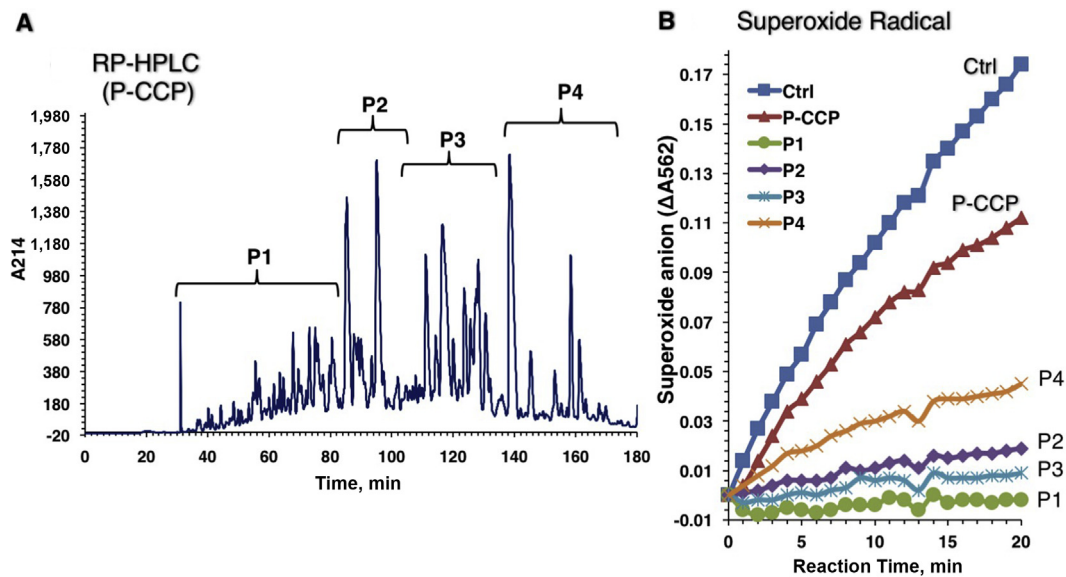 A
RP-HPLC
(P-CCP)
A214
1,980
1,780
1,580
1,380
1,180
980
780
580
380
180
-20
P1
P2
P3
P4
0 20 40 60 80 100 120 140 160 180
Time, min
B Superoxide Radical
Superoxide anion (ΔA562)
0.17
0.15
0.13
0.11
0.09
0.07
0.05
0.03
0.01
-0.01
Ctrl
P-CCP
P1
P2
P3
P4
Ctrl
P-CCP
P4
P2
P3
P1
0 5 10 15 20
Reaction Time, min